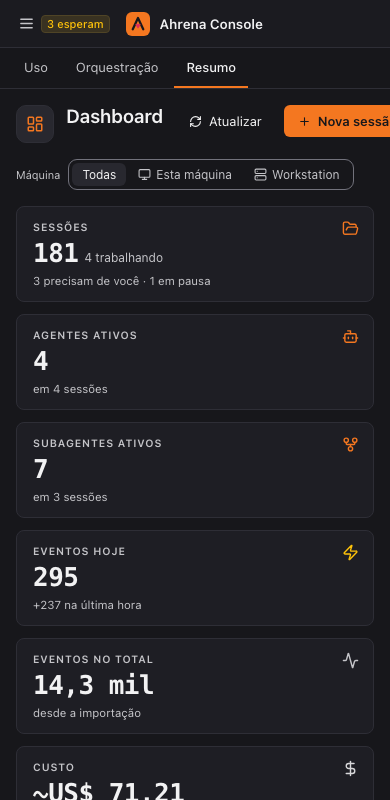 3 esperam
Ahrena Console
Uso
Orquestração
Resumo
Dashboard
Atualizar
+ Nova sessã
Máquina
Todas
Esta máquina
Workstation
SESSÕES
181 4 trabalhando
3 precisam de você · 1 em pausa
AGENTES ATIVOS
4
em 4 sessões
SUBAGENTES ATIVOS
7
em 3 sessões
EVENTOS HOJE
295
+237 na última hora
EVENTOS NO TOTAL
14,3 mil
desde a importação
CUSTO
~US$ 71,21